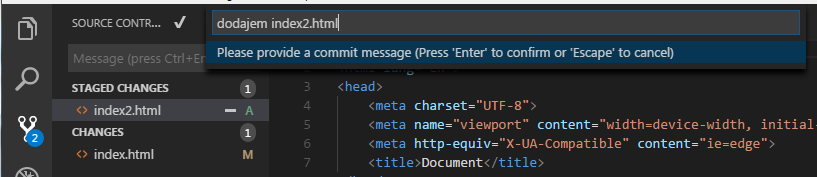 SOURCE CONTR...
dodajem index2.html
Message (press Ctrl+En
Please provide a commit message (Press 'Enter' to confirm or 'Escape' to cancel)
STAGED CHANGES 1
<> index2.html A
CHANGES 1
<> index.html M
2
3 <head>
4 <meta charset="UTF-8">
5 <meta name="viewport" content="width=device-width, initial-
6 <meta http-equiv="X-UA-Compatible" content="ie=edge">
7 <title>Document</title>